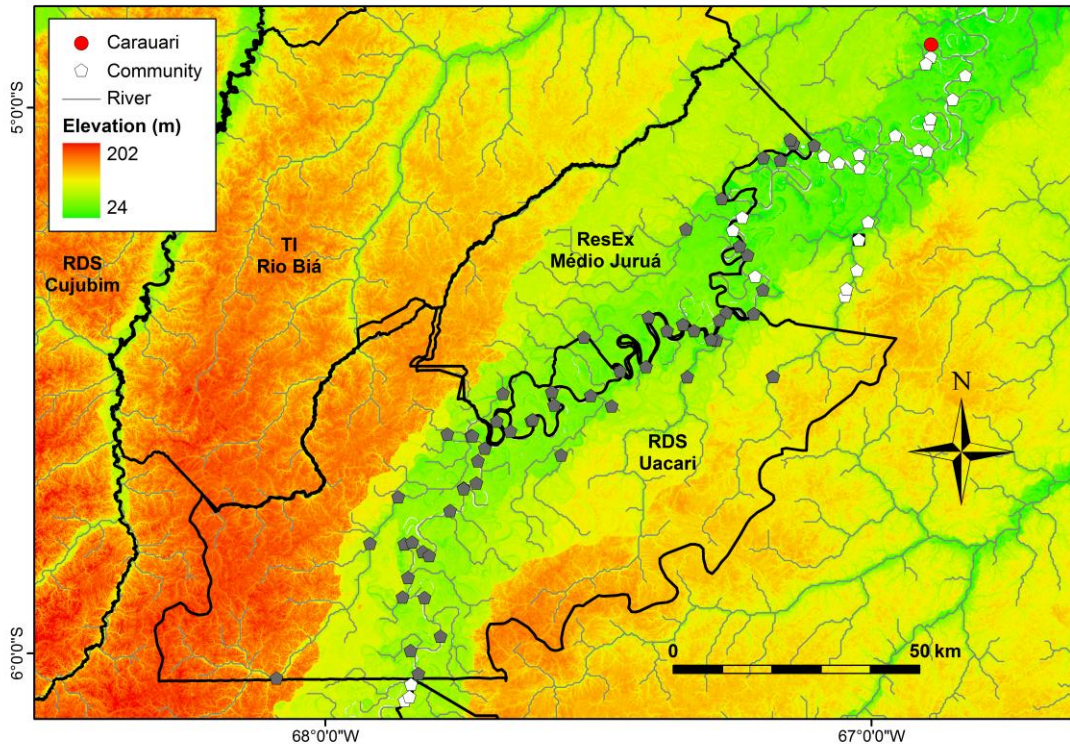 Carauari
Community
River
Elevation (m)
202
24
5°0'0"S
RDS
Cujubim
TI
Rio Biá
ResEx
Médio Juruá
RDS
Uacari
N
6°0'0"S
0
50 km
68°0'0"W
67°0'0"W